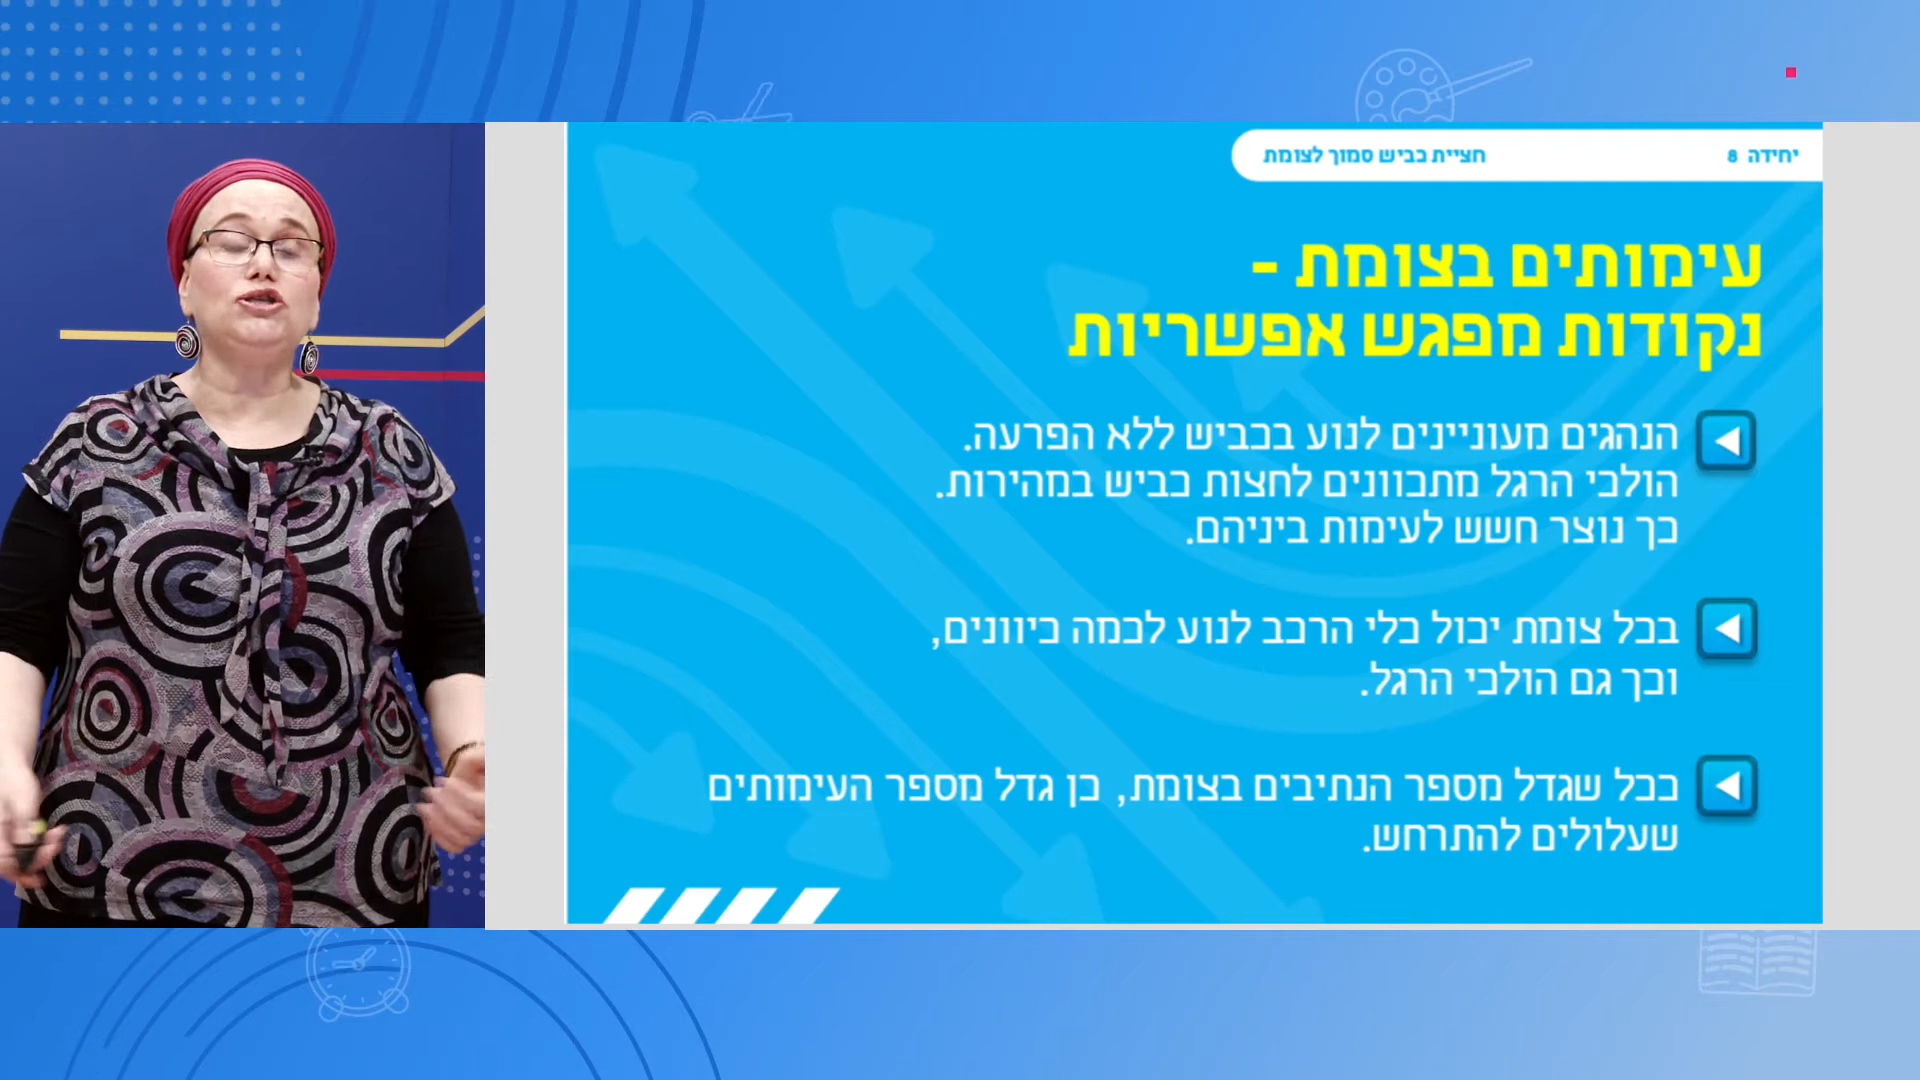 יחידה 8 חציית כביש סמוך לצומת
עימותים בצומת -
נקודות מפגש אפשריות
הנהגים מעוניינים לנוע בכביש ללא הפרעה.
הולכי הרגל מתכוונים לחצות כביש במהירות.
כך נוצר חשש לעימות ביניהם.
בכל צומת יכול כלי הרכב לנוע לכמה כיוונים,
וכך גם הולכי הרגל.
ככל שגדל מספר הנתיבים בצומת, כן גדל מספר העימותים
שעלולים להתרחש.